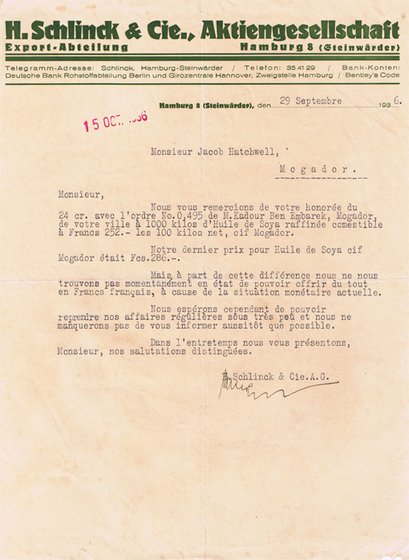 H. Schlinck & Cie., Aktiengesellschaft
Export-Abteilung Hamburg 8 (Steinwärder)
Telegramm-Adresse: Schlinck, Hamburg-Steinwärder / Telefon: 35 41 29 / Bank-Konten:
Deutsche Bank Rohstoffabteilung Berlin und Girozentrale Hannover, Zweigstelle Hamburg / Bentley's Code
Hamburg 8 (Steinwärder), den 29 Septembre 1936.
15 OCT. 1936
Monsieur Jacob Hatchwell,
Mogador.
Monsieur,
Nous vous remercions de votre honorée du
24 cr. avec l'ordre No.0,495 de M.Kadour Ben Embarek, Mogador,
de votre ville à 1000 kilos d'Huile de Soya raffinée comestible
à Francs 252.- les 100 kilos net, cif Mogador.
Notre dernier prix pour Huile de Soya cif
Mogador était Fcs.286.-.
Mais à part de cette différence nous ne nous
trouvons pas momentanément en état de pouvoir offrir du tout
en Francs français, à cause de la situation monétaire actuelle.
Nous espérons cependant de pouvoir
reprendre nos affaires régulières sous très peu et nous ne
manquerons pas de vous informer aussitôt que possible.
Dans l'entretemps nous vous présentons,
Monsieur, nos salutations distinguées.
H.Schlinck & Cie.A.G.